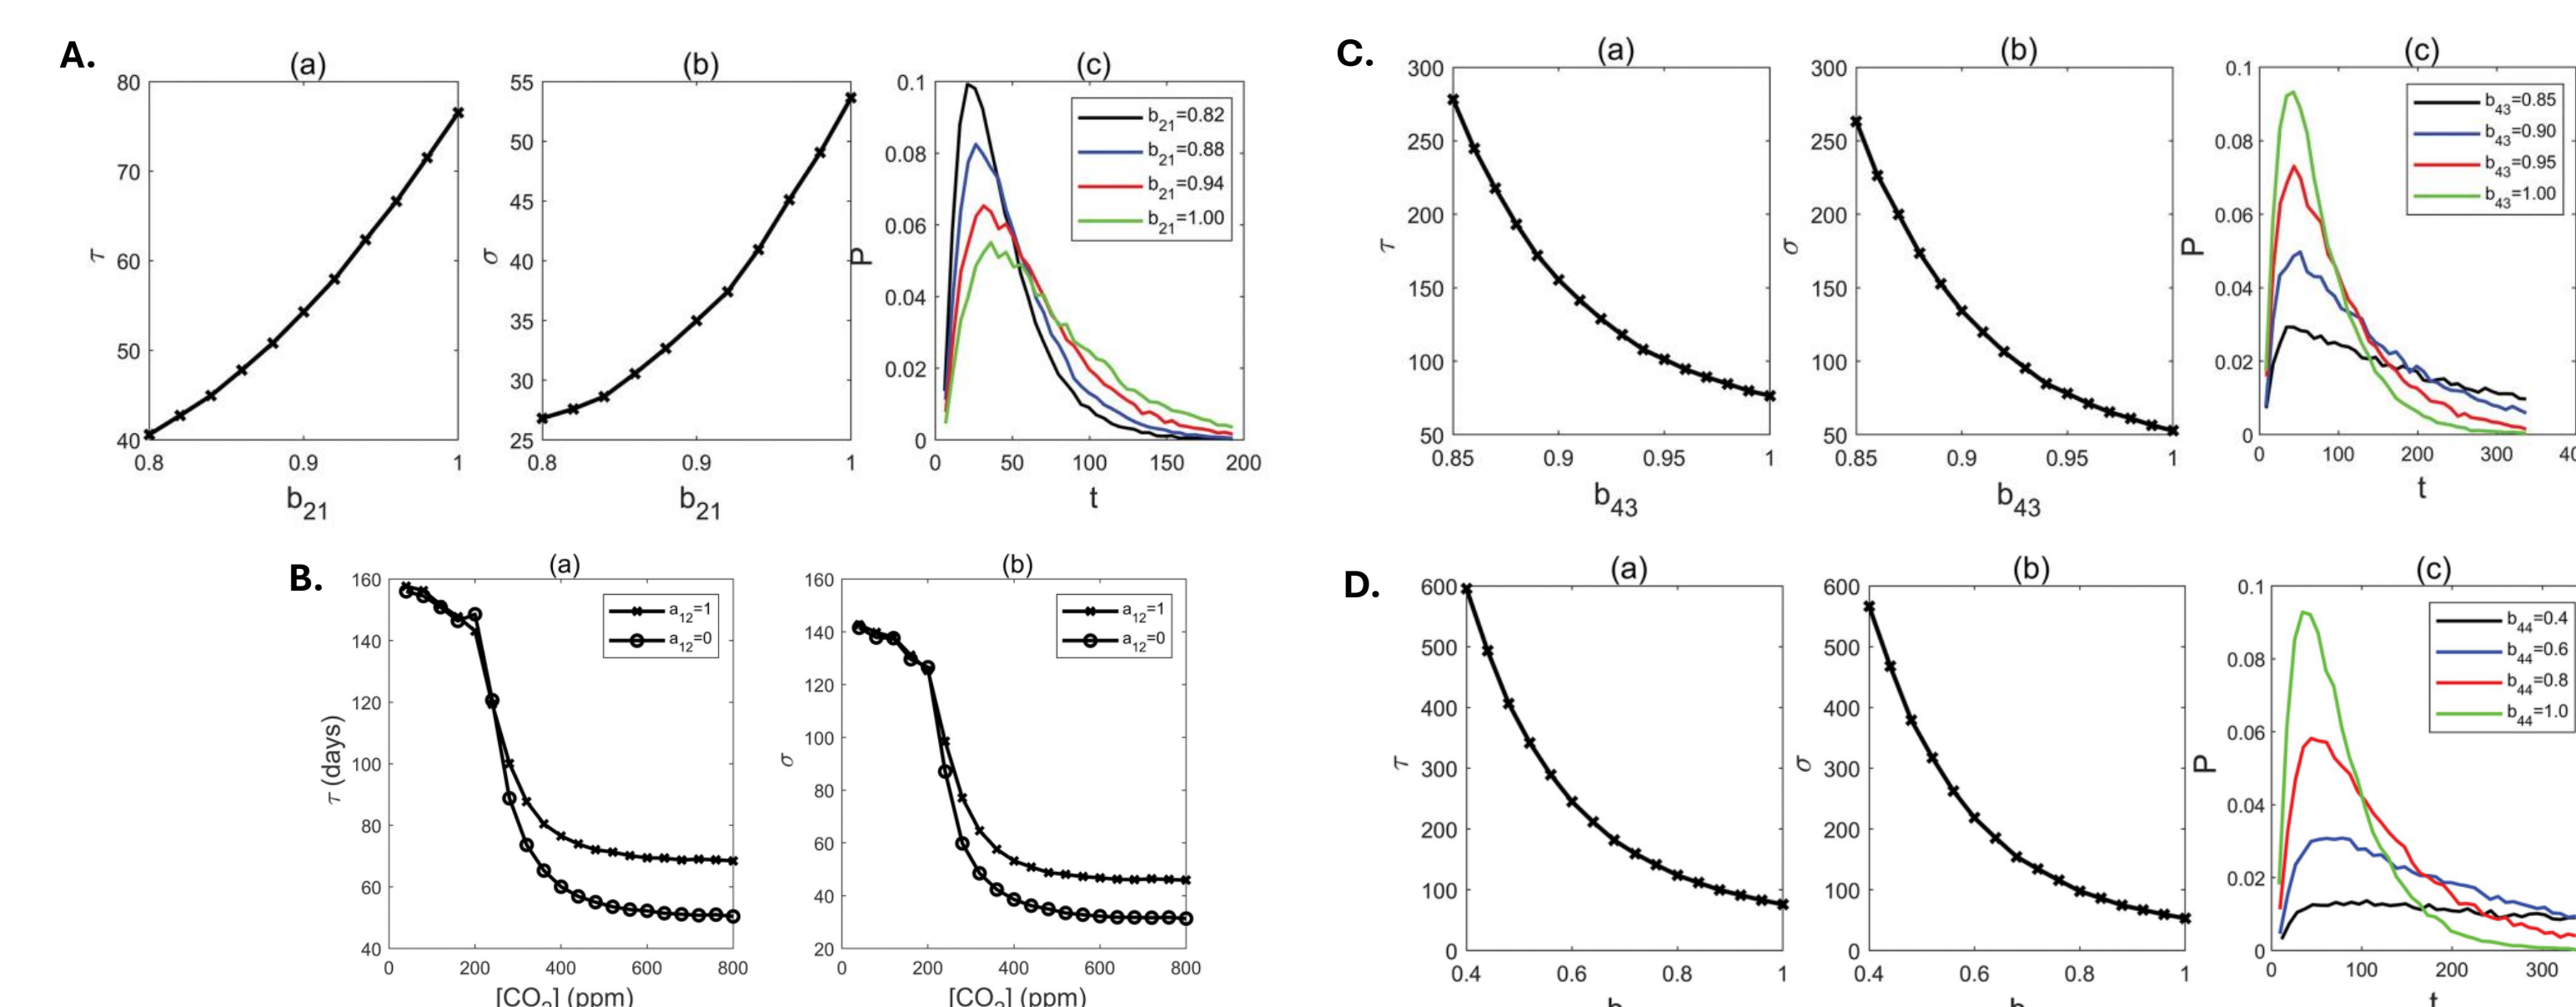 A.
(a)
80
70
60
50
40
τ
0.8
0.9
1
b21
(b)
55
50
45
40
35
30
25
σ
0.8
0.9
1
b21
(c)
0.1
0.08
0.06
0.04
0.02
0
P
b21=0.82
b21=0.88
b21=0.94
b21=1.00
0
50
100
150
200
t
C.
(a)
300
250
200
150
100
50
τ
0.85
0.9
0.95
1
b43
(b)
300
250
200
150
100
50
σ
0.85
0.9
0.95
1
b43
(c)
0.1
0.08
0.06
0.04
0.02
0
P
b43=0.85
b43=0.90
b43=0.95
b43=1.00
0
100
200
300
t
B.
(a)
160
140
120
100
80
60
40
τ (days)
a12=1
a12=0
0
200
400
600
800
[CO2] (ppm)
(b)
160
140
120
100
80
60
40
20
σ
a12=1
a12=0
0
200
400
600
800
[CO2] (ppm)
D.
(a)
600
500
400
300
200
100
0
τ
0.4
0.6
0.8
1
(b)
600
500
400
300
200
100
0
σ
0.4
0.6
0.8
1
(c)
0.1
0.08
0.06
0.04
0.02
0
P
b44=0.4
b44=0.6
b44=0.8
b44=1.0
0
100
200
300
t